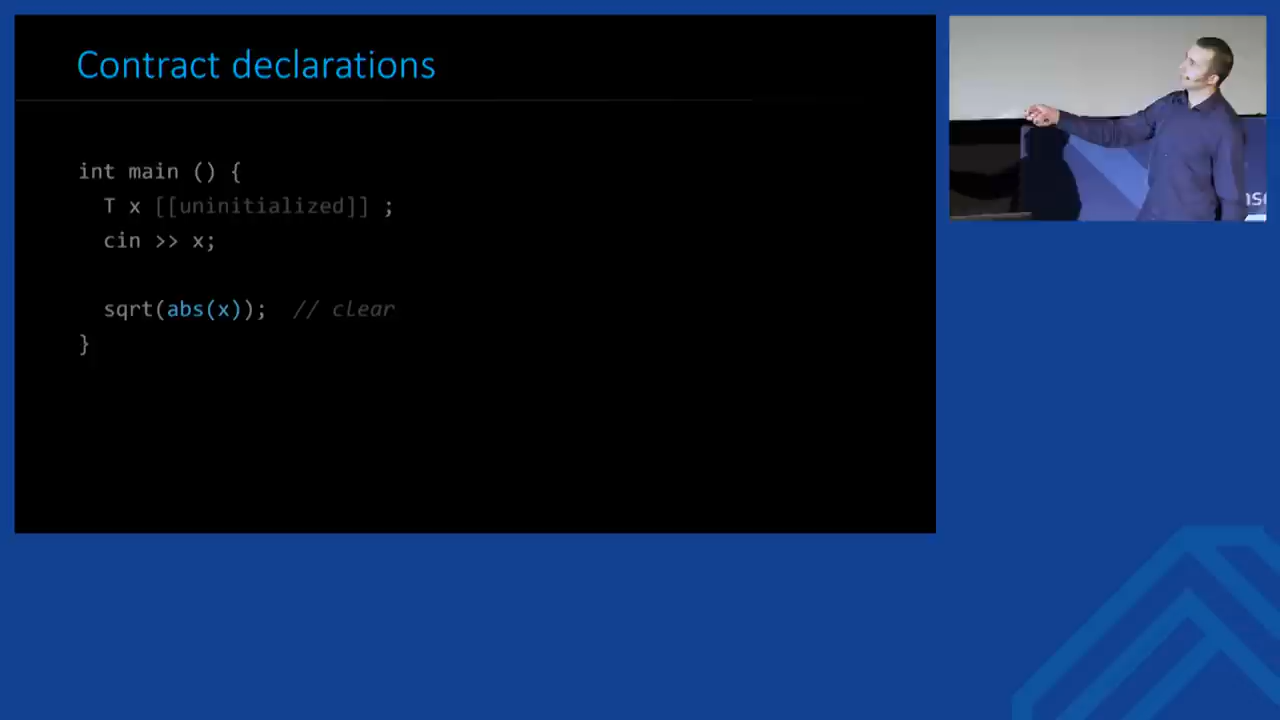 Contract declarations
int main () {
  T x [[uninitialized]] ;
  cin >> x;
  sqrt(abs(x));  // clear
}